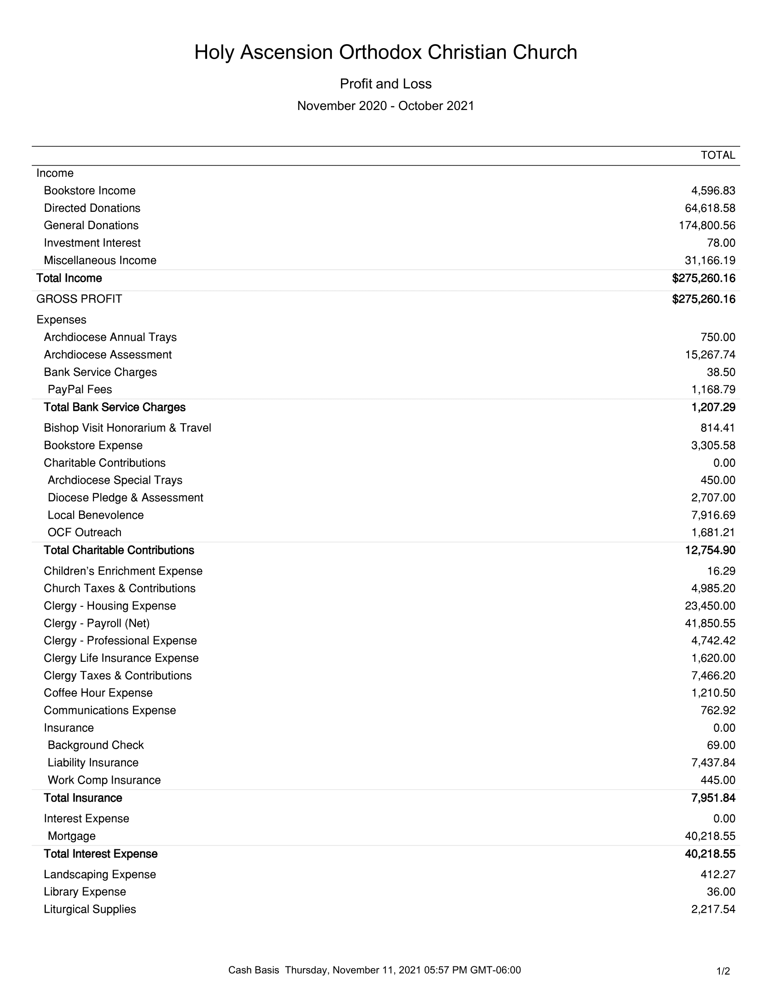 Holy Ascension Orthodox Christian Church
Profit and Loss
November 2020 - October 2021
TOTAL
Income
Bookstore Income 4,596.83
Directed Donations 64,618.58
General Donations 174,800.56
Investment Interest 78.00
Miscellaneous Income 31,166.19
Total Income $275,260.16
GROSS PROFIT $275,260.16
Expenses
Archdiocese Annual Trays 750.00
Archdiocese Assessment 15,267.74
Bank Service Charges 38.50
PayPal Fees 1,168.79
Total Bank Service Charges 1,207.29
Bishop Visit Honorarium & Travel 814.41
Bookstore Expense 3,305.58
Charitable Contributions 0.00
Archdiocese Special Trays 450.00
Diocese Pledge & Assessment 2,707.00
Local Benevolence 7,916.69
OCF Outreach 1,681.21
Total Charitable Contributions 12,754.90
Children’s Enrichment Expense 16.29
Church Taxes & Contributions 4,985.20
Clergy - Housing Expense 23,450.00
Clergy - Payroll (Net) 41,850.55
Clergy - Professional Expense 4,742.42
Clergy Life Insurance Expense 1,620.00
Clergy Taxes & Contributions 7,466.20
Coffee Hour Expense 1,210.50
Communications Expense 762.92
Insurance 0.00
Background Check 69.00
Liability Insurance 7,437.84
Work Comp Insurance 445.00
Total Insurance 7,951.84
Interest Expense 0.00
Mortgage 40,218.55
Total Interest Expense 40,218.55
Landscaping Expense 412.27
Library Expense 36.00
Liturgical Supplies 2,217.54
Cash Basis Thursday, November 11, 2021 05:57 PM GMT-06:00 1/2